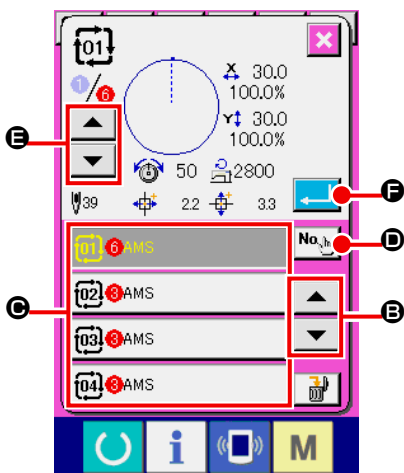 01
X 30.0
1/6 100.0%
Y 30.0
100.0%
E
50 2800
F
39 2.2 3.3
No.
D
01 6 AMS
02 3 AMS
B
C
03 3 AMS
04 3 AMS
i M